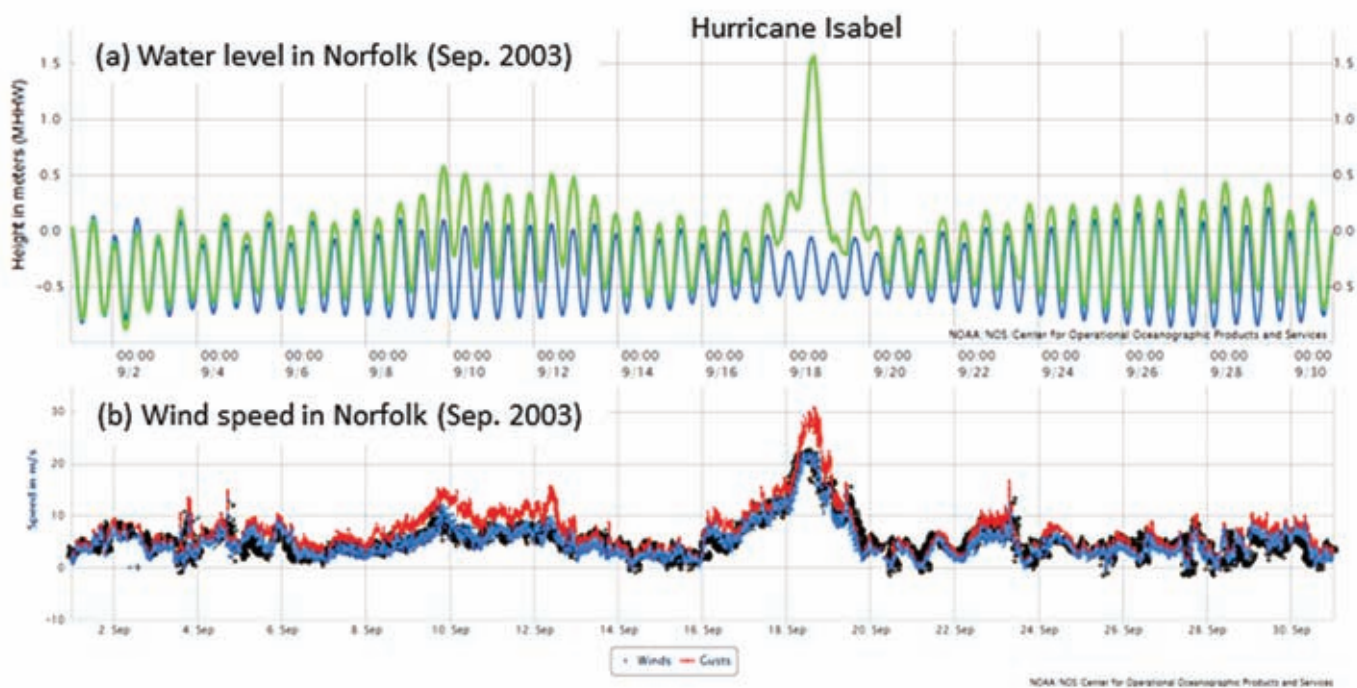 Hurricane Isabel
(a) Water level in Norfolk (Sep. 2003)
Height in meters (MHHW)
1.5 1.5
1.0 1.0
0.5 0.5
0.0 0.0
-0.5 0.5
NOAA/NOS/Center for Operational Oceanographic Products and Services
00:00 00:00 00:00 00:00 00:00 00:00 00:00 00:00 00:00 00:00 00:00 00:00 00:00 00:00 00:00
9/2 9/4 9/6 9/8 9/10 9/12 9/14 9/16 9/18 9/20 9/22 9/24 9/26 9/28 9/10
(b) Wind speed in Norfolk (Sep. 2003)
Speed in m/s
30
20
10
0
-10
2. Sep 4. Sep 6. Sep 8. Sep 10. Sep 12. Sep 14. Sep 16. Sep 18. Sep 20. Sep 22. Sep 24. Sep 26. Sep 28. Sep 30. Sep
Winds Gusts
NOAA/NOS Center for Operational Oceanographic Products and Services